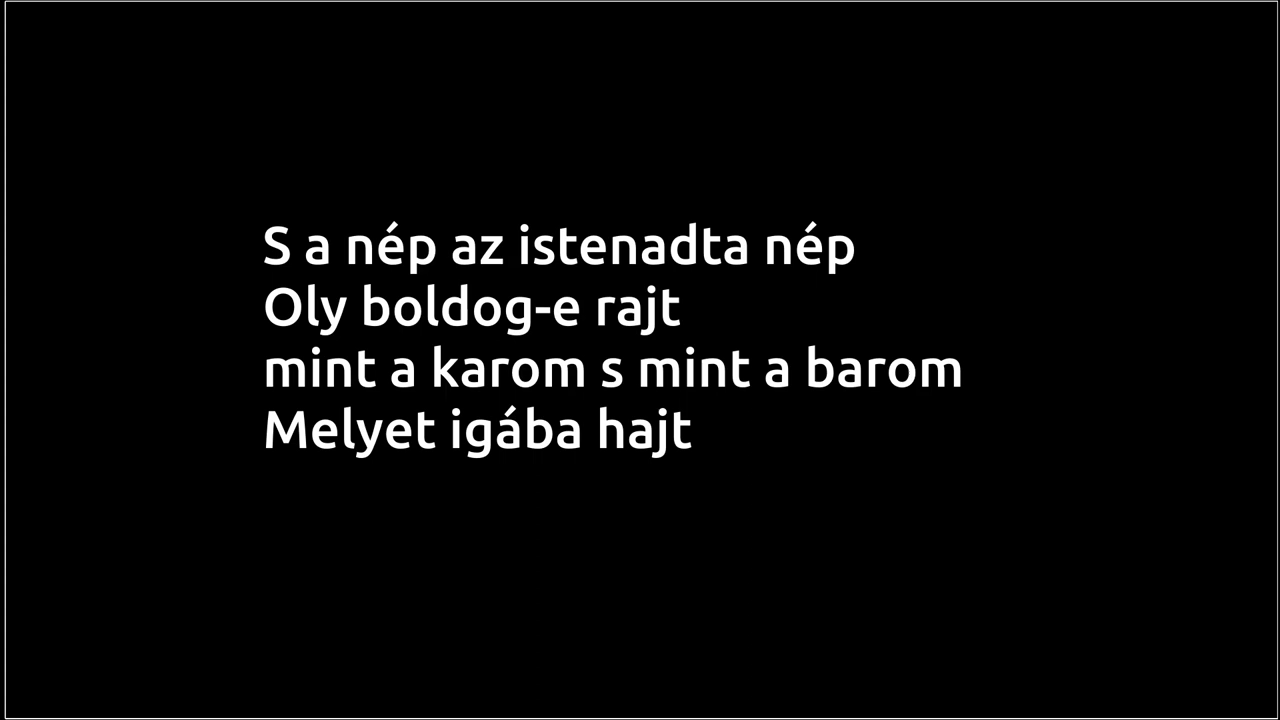 S a nép az istenadta nép
Oly boldog-e rajt
mint a karom s mint a barom
Melyet igába hajt